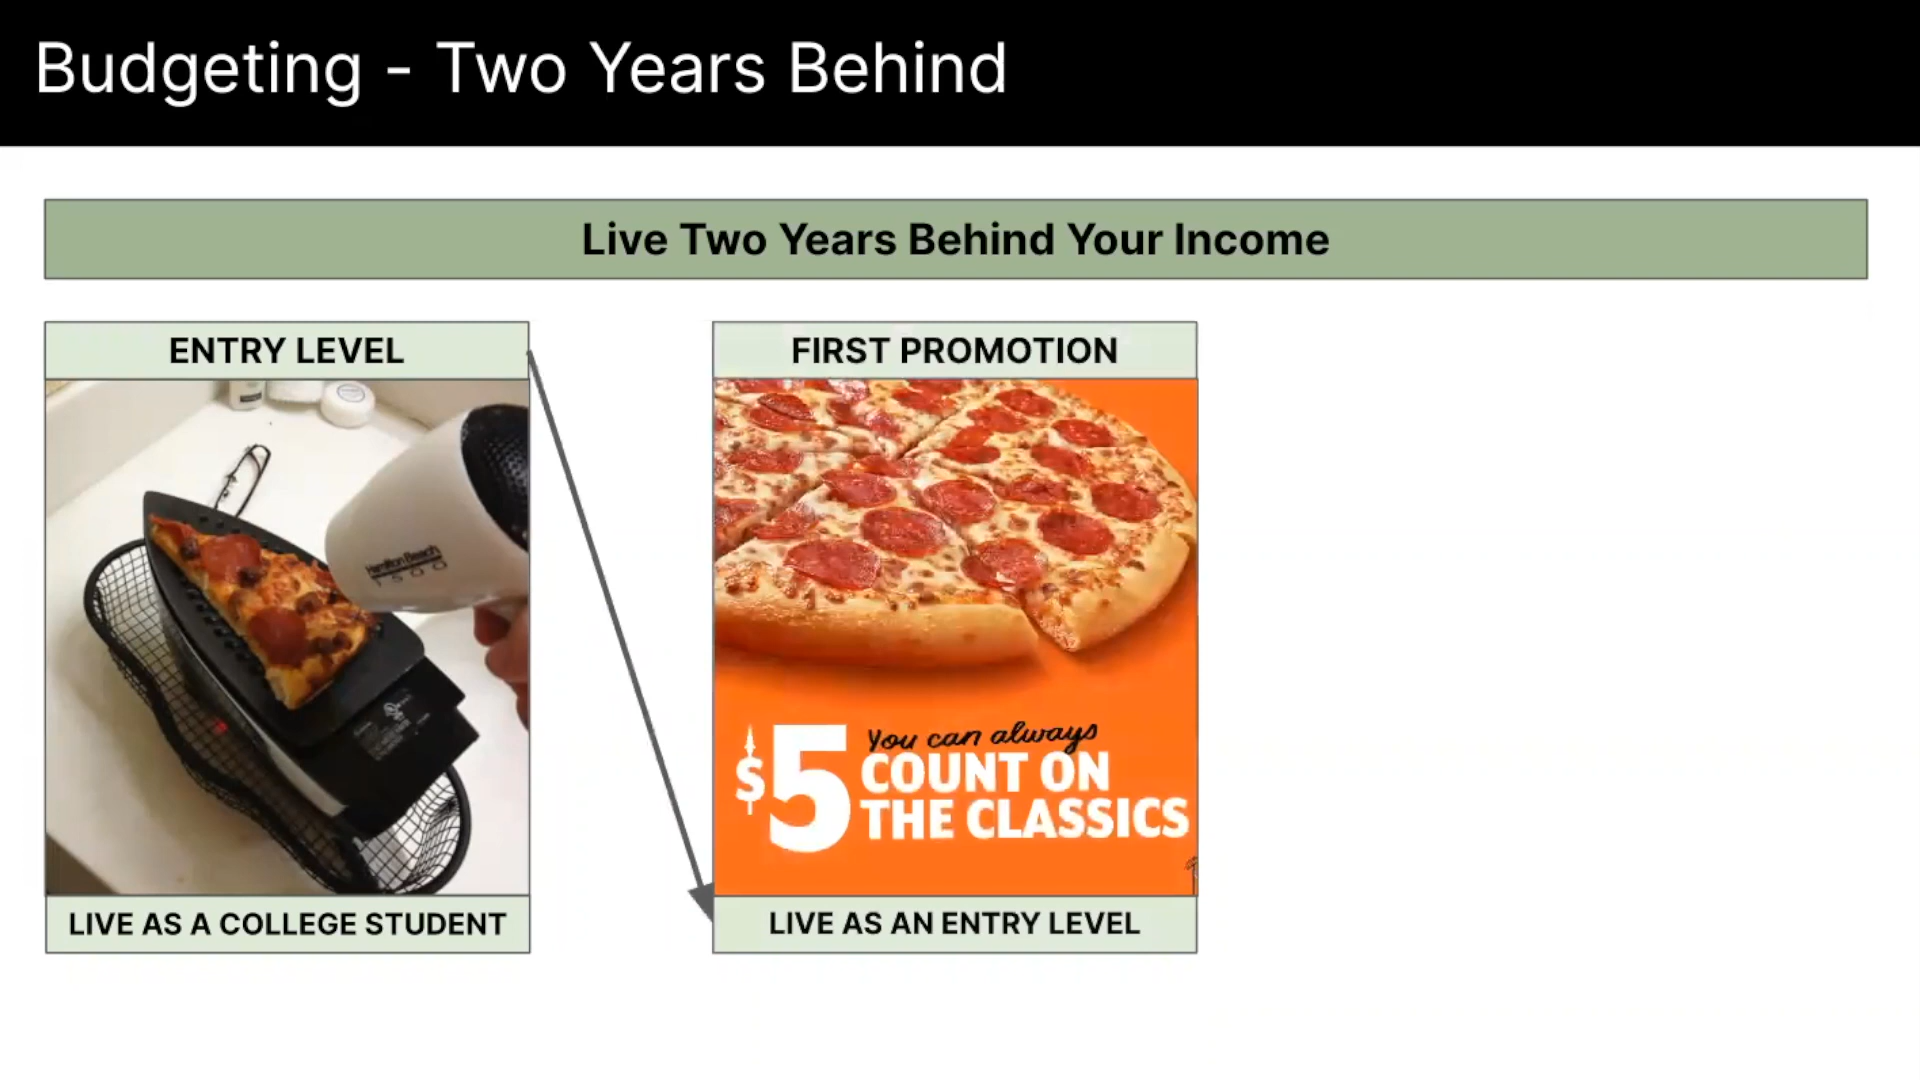 Budgeting - Two Years Behind
Live Two Years Behind Your Income
ENTRY LEVEL
Hamilton Beach
1500
LIVE AS A COLLEGE STUDENT
FIRST PROMOTION
$5
You can always
COUNT ON
THE CLASSICS
LIVE AS AN ENTRY LEVEL